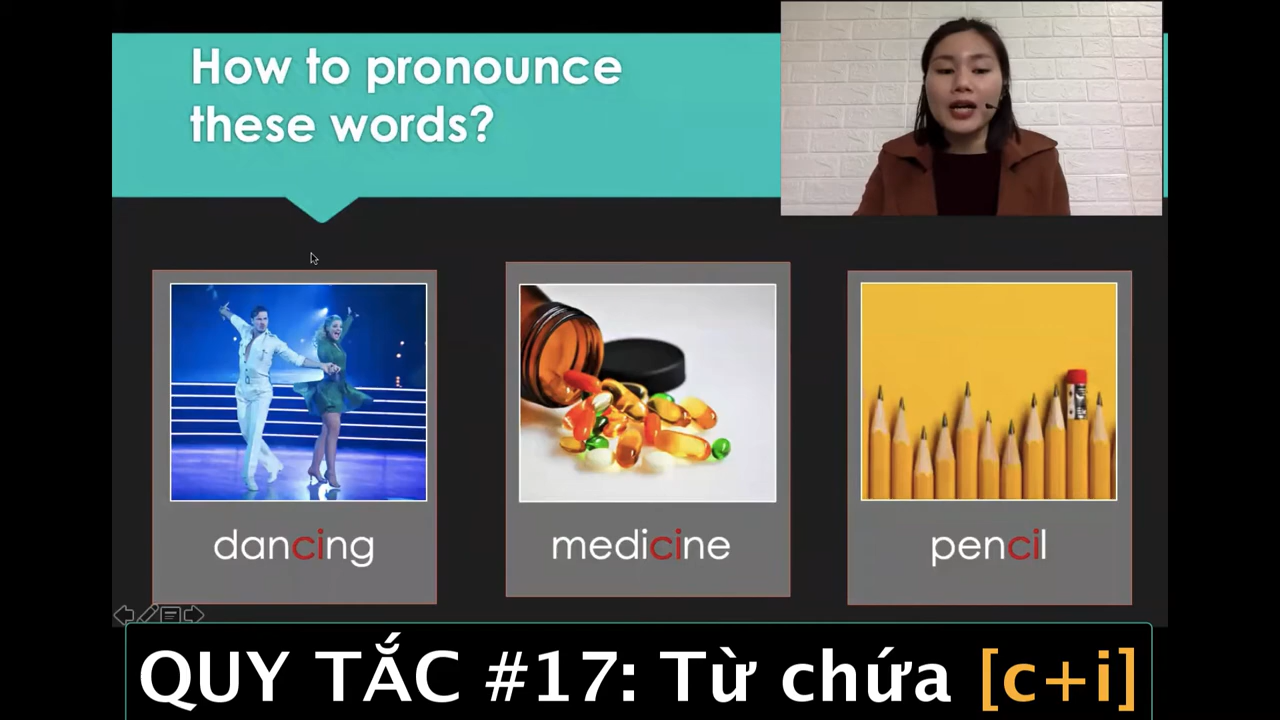 How to pronounce
these words?
dancing
medicine
pencil
QUY TẮC #17: Từ chứa [c+i]